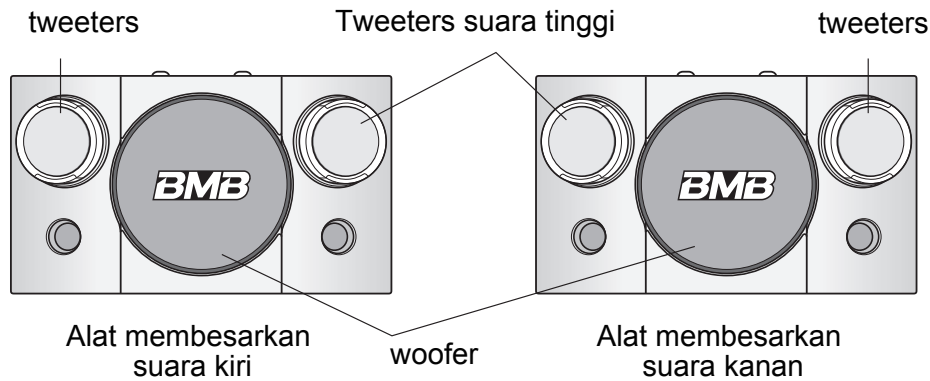 tweeters
Tweeters suara tinggi
tweeters
BMB
BMB
Alat membesarkan
suara kiri
woofer
Alat membesarkan
suara kanan